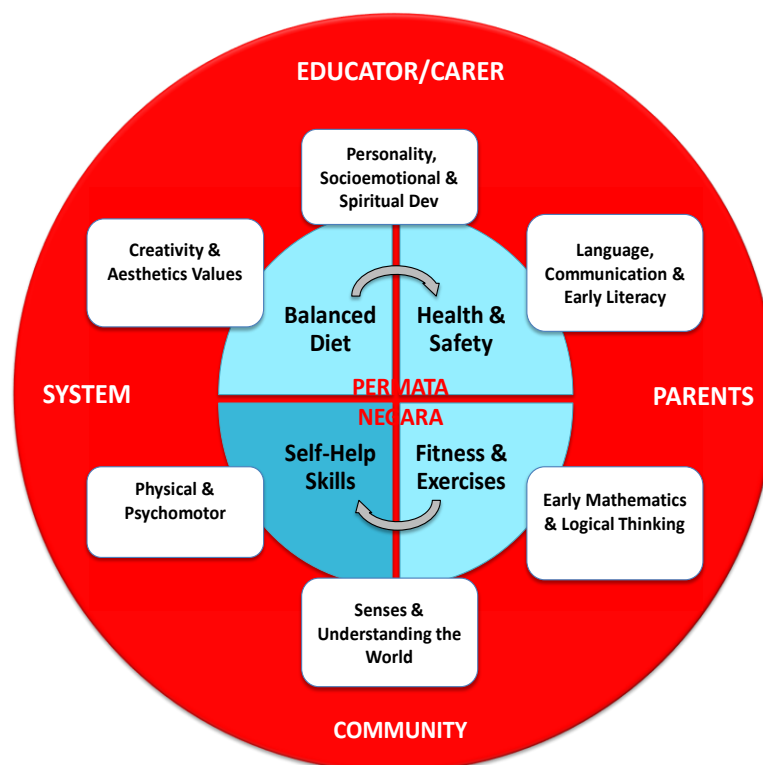 EDUCATOR/CARER
Personality,
Socioemotional &
Spiritual Dev
Creativity &
Aesthetics Values
Language,
Communication &
Early Literacy
Balanced
Diet
Health &
Safety
SYSTEM
PERMATA
NEGARA
PARENTS
Self-Help
Skills
Fitness &
Exercises
Physical &
Psychomotor
Early Mathematics
& Logical Thinking
Senses &
Understanding the
World
COMMUNITY